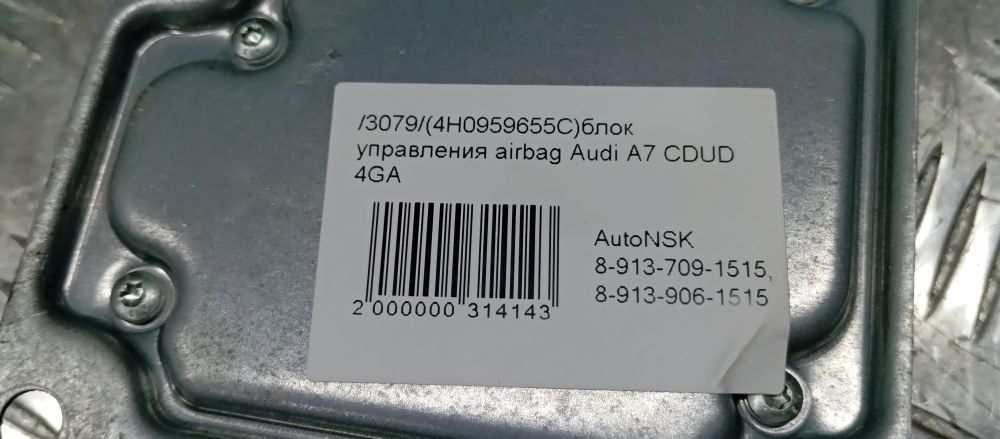 /3079/(4H0959655C)блок
управления airbag Audi A7 CDUD
4GA
AutoNSK
8-913-709-1515,
8-913-906-1515
2 000000 314143